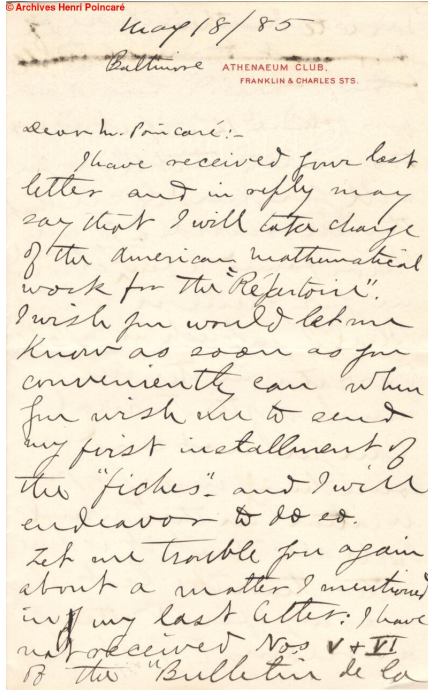 © Archives Henri Poincaré
May 18/85
Baltimore ATHENAEUM CLUB,
FRANKLIN & CHARLES STS.
Dear Mr. Poincaré:-
I have received your last
letter and in reply may
say that I will take charge
of the American mathematical
work for the "Répertoire".
I wish you would let me
know as soon as you
conveniently can when
you wish me to send
my first installment of
the "fiches" and I will
endeavor to do so.
Let me trouble you again
about a matter I mentioned
in my last letter: I have
not received Nos V & VI
of the "Bulletin de la